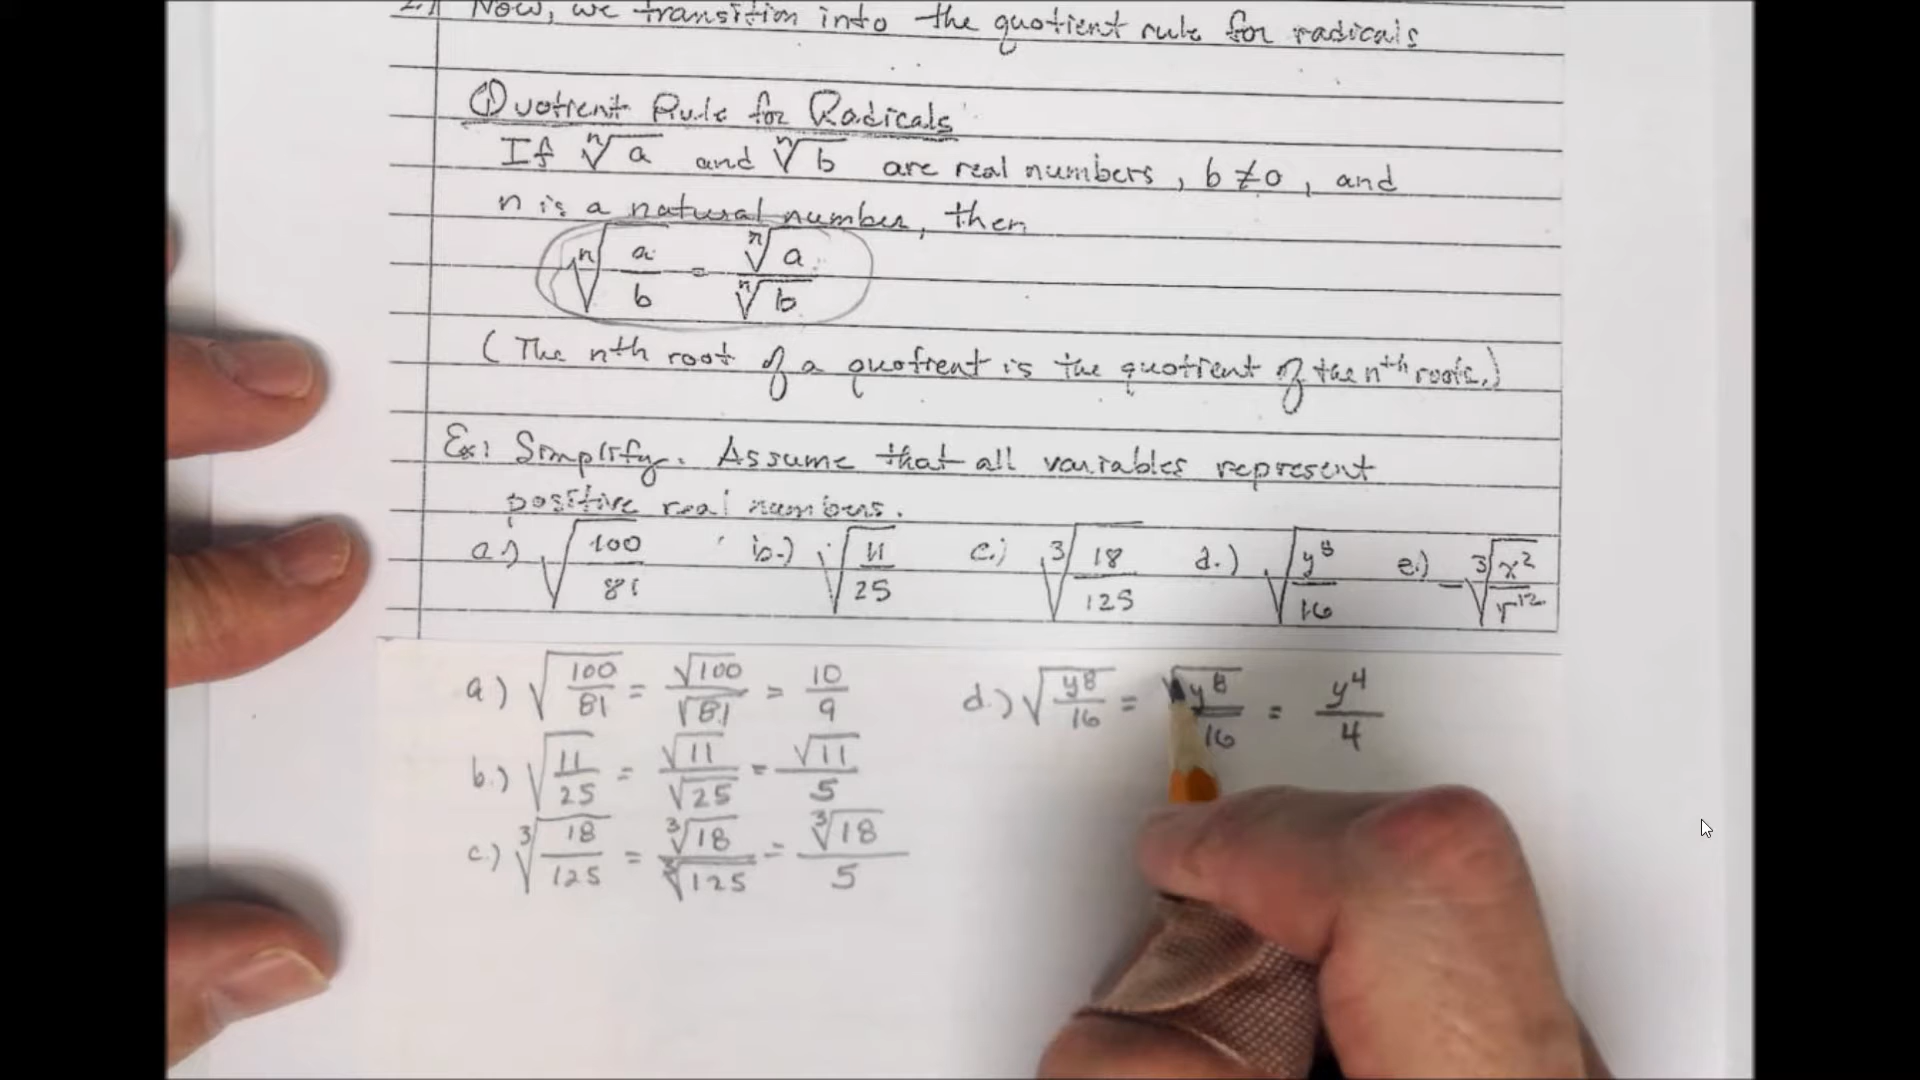 2.) Now, we transition into the quotient rule for radicals
Quotient Rule for Radicals
If ⁿ√a and ⁿ√b are real numbers, b ≠ 0, and
n is a natural number, then
ⁿ√(a/b) = ⁿ√a / ⁿ√b
(The nth root of a quotient is the quotient of the nth roots.)
Ex: Simplify. Assume that all variables represent
positive real numbers.
a.) √(100/81) b.) √(11/25) c.) ³√(18/125) d.) √(y⁸/16) e.) -³√(x²/r¹²)
a.) √(100/81) = √100/√81 = 10/9
b.) √(11/25) = √11/√25 = √11/5
c.) ³√(18/125) = ³√18/³√125 = ³√18/5
d.) √(y⁸/16) = √y⁸/16 = y⁴/4